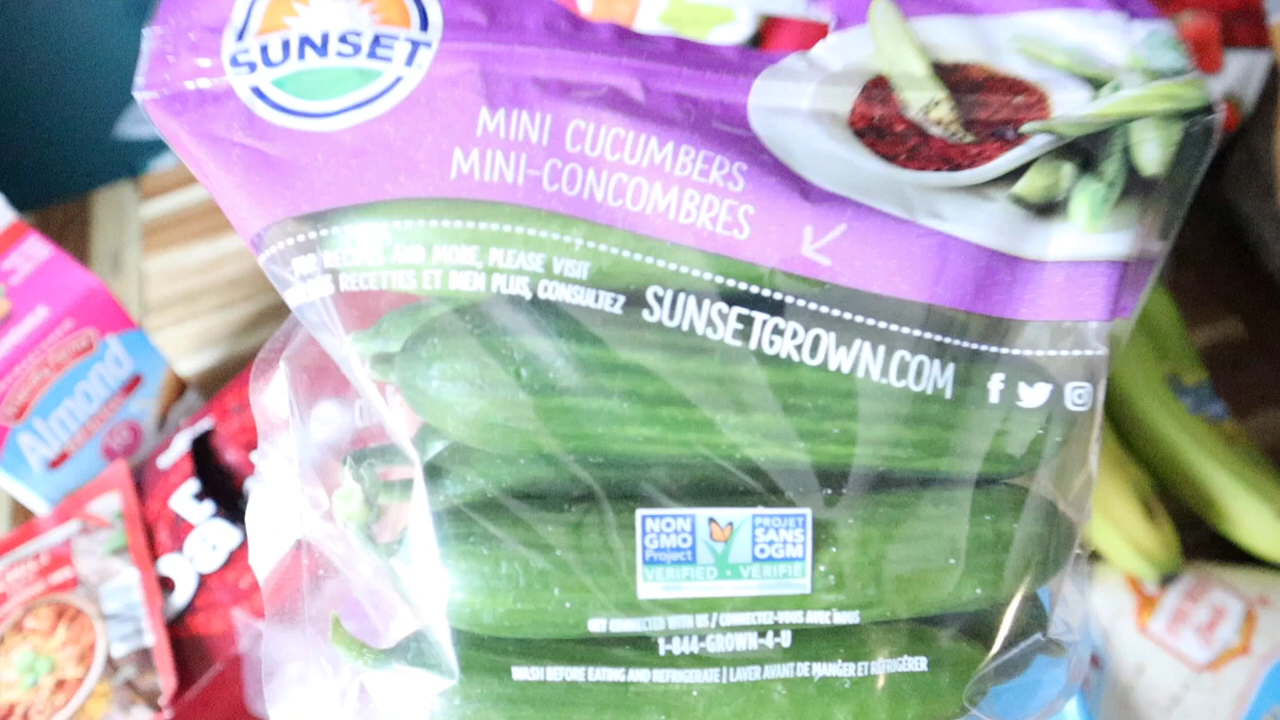 SUNSET
MINI CUCUMBERS
MINI-CONCOMBRES
AND MORE, PLEASE VISIT
RECETTES ET BIEN PLUS, CONSULTEZ
SUNSETGROWN.COM
NON
GMO
Project
VERIFIED
PROJET
SANS
OGM
VÉRIFIÉ
GET CONNECTED WITH US / CONNECTEZ-VOUS AVEC NOUS
1-844-GROWN-4-U
WASH BEFORE EATING AND REFRIGERATE | LAVER AVANT DE MANGER ET RÉFRIGÉRER
Almond